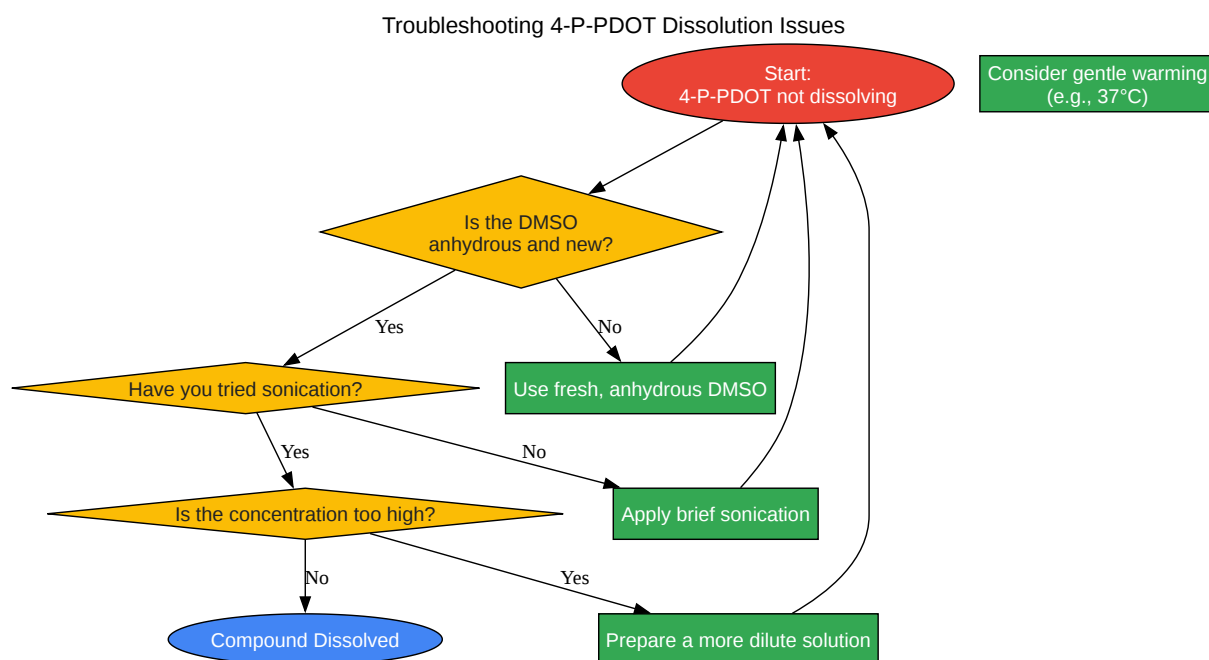 Troubleshooting 4-P-PDOT Dissolution Issues
Start:
4-P-PDOT not dissolving
Consider gentle warming
(e.g., 37°C)
Is the DMSO
anhydrous and new?
Yes
No
Have you tried sonication?
Use fresh, anhydrous DMSO
Yes
No
Is the concentration too high?
Apply brief sonication
No
Yes
Compound Dissolved
Prepare a more dilute solution